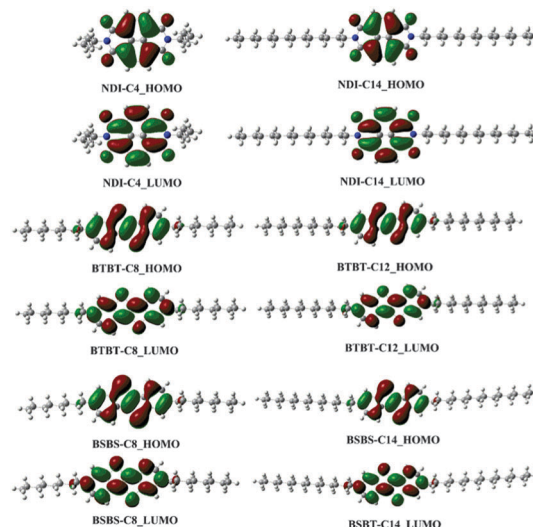 NDI-C4_HOMO NDI-C14_HOMO
NDI-C4_LUMO NDI-C14_LUMO
BTBT-C8_HOMO BTBT-C12_HOMO
BTBT-C8_LUMO BTBT-C12_LUMO
BSBS-C8_HOMO BSBS-C14_HOMO
BSBS-C8_LUMO BSBT-C14_LUMO